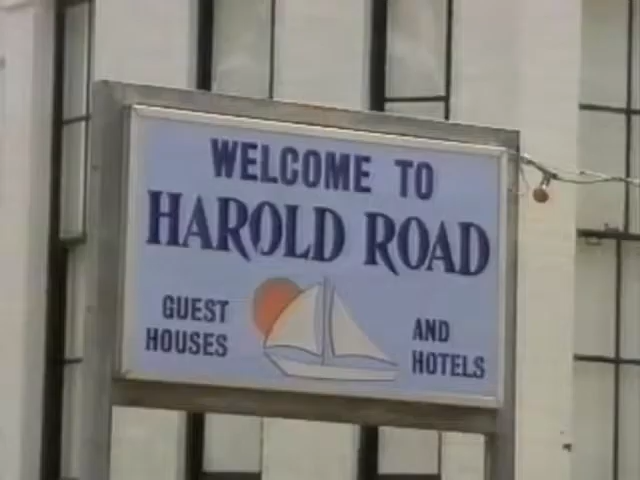 WELCOME TO
HAROLD ROAD
GUEST
HOUSES
AND
HOTELS